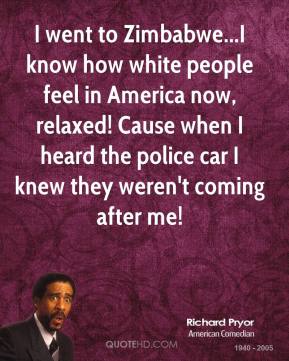 I went to Zimbabwe...I
know how white people
feel in America now,
relaxed! Cause when I
heard the police car I
knew they weren't coming
after me!
Richard Pryor
American Comedian
1940 - 2005
QUOTEHD.COM